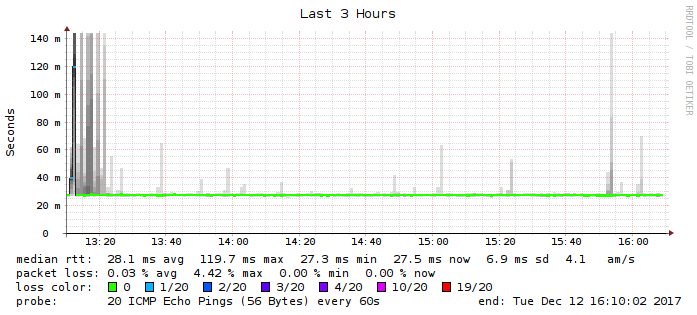 Last 3 Hours
RRDTOOL / TOBI OETIKER
Seconds
140 m
120 m
100 m
80 m
60 m
40 m
20 m
0
13:20 13:40 14:00 14:20 14:40 15:00 15:20 15:40 16:00
median rtt: 28.1 ms avg 119.7 ms max 27.3 ms min 27.5 ms now 6.9 ms sd 4.1 am/s
packet loss: 0.03 % avg 4.42 % max 0.00 % min 0.00 % now
loss color: 0 1/20 2/20 3/20 4/20 10/20 19/20
probe: 20 ICMP Echo Pings (56 Bytes) every 60s end: Tue Dec 12 16:10:02 2017